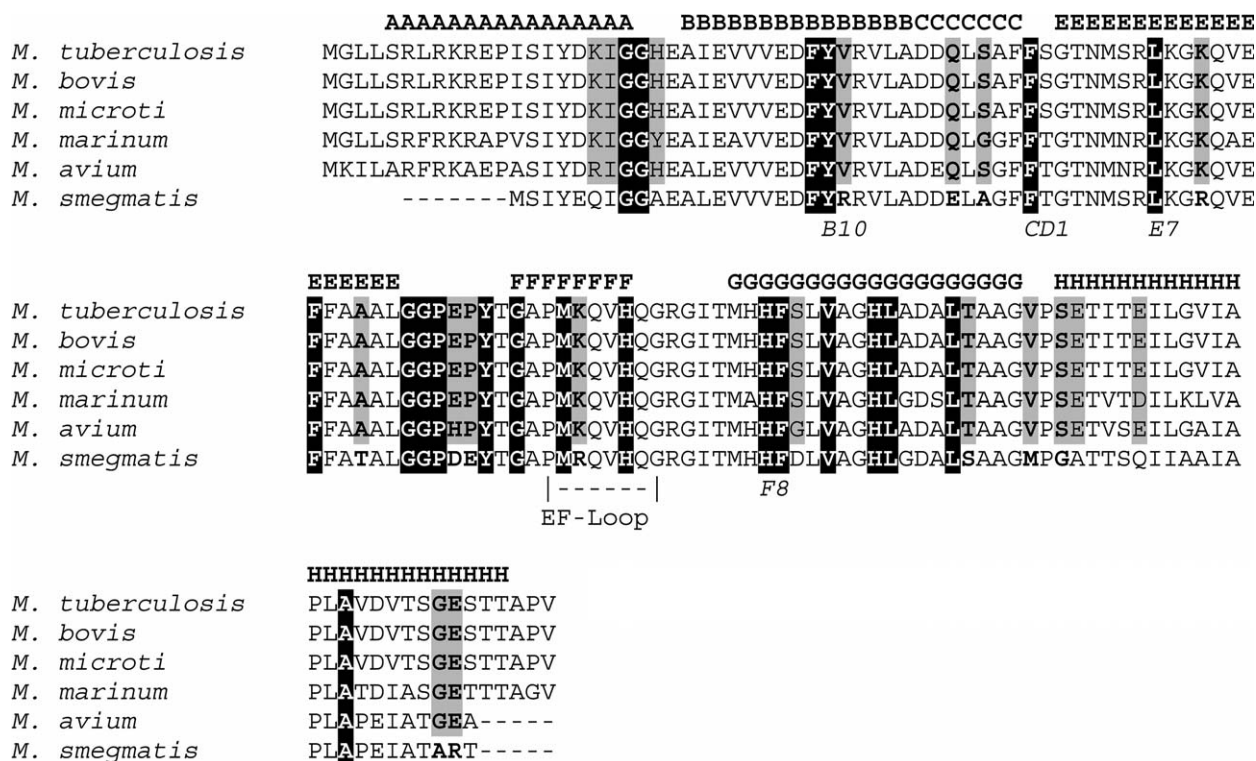 AAAAAAAAAAAAAAAA BBBBBBBBBBBBBBBCCCCCCC EEEEEEEEEEEEE
M. tuberculosis MGLLSRLRKREPISIYDKIGGHEAIEVVVEDFYVRVLADDQLSAFFSGTNMSRLKGKQVE
M. bovis MGLLSRLRKREPISIYDKIGGHEAIEVVVEDFYVRVLADDQLSAFFSGTNMSRLKGKQVE
M. microti MGLLSRLRKREPISIYDKIGGHEAIEVVVEDFYVRVLADDQLSAFFSGTNMSRLKGKQVE
M. marinum MGLLSRFRKRAPVSIYDKIGGYEAIEAVVEDFYVRVLADDQLGGFFTGTNMNRLKGKQAE
M. avium MKILARFRKAEPASIYDRIGGHEALEVVVEDFYVRVLADEQLSGFFTGTNMNRLKGKQVE
M. smegmatis -------MSIYEQIGGAEALEVVVEDFYRRVLADDELAGFFTGTNMSRLKGRQVE
B10 CD1 E7
EEEEEE FFFFFFFF GGGGGGGGGGGGGGGGGGG HHHHHHHHHHHH
M. tuberculosis FFAAALGGPEPYTGAPMKQVHQGRGITMHHFSLVAGHLADALTAAGVPSETITEILGVIA
M. bovis FFAAALGGPEPYTGAPMKQVHQGRGITMHHFSLVAGHLADALTAAGVPSETITEILGVIA
M. microti FFAAALGGPEPYTGAPMKQVHQGRGITMHHFSLVAGHLADALTAAGVPSETITEILGVIA
M. marinum FFAAALGGPEPYTGAPMKQVHQGRGITMAHFSLVAGHLGDSLTAAGVPSETVTDILKLVA
M. avium FFAAALGGPHPYTGAPMKQVHQGRGITMHHFGLVAGHLADALTAAGVPSETVSEILGAIA
M. smegmatis FFATALGGPDEYTGAPMRQVHQGRGITMHHFDLVAGHLGDALSAAGMPGATTSQIIAAIA
|------| F8
EF-Loop
HHHHHHHHHHHHH
M. tuberculosis PLAVDVTSGESTTAPV
M. bovis PLAVDVTSGESTTAPV
M. microti PLAVDVTSGESTTAPV
M. marinum PLATDIASGETTTAGV
M. avium PLAPEIATGEA-----
M. smegmatis PLAPEIATART-----